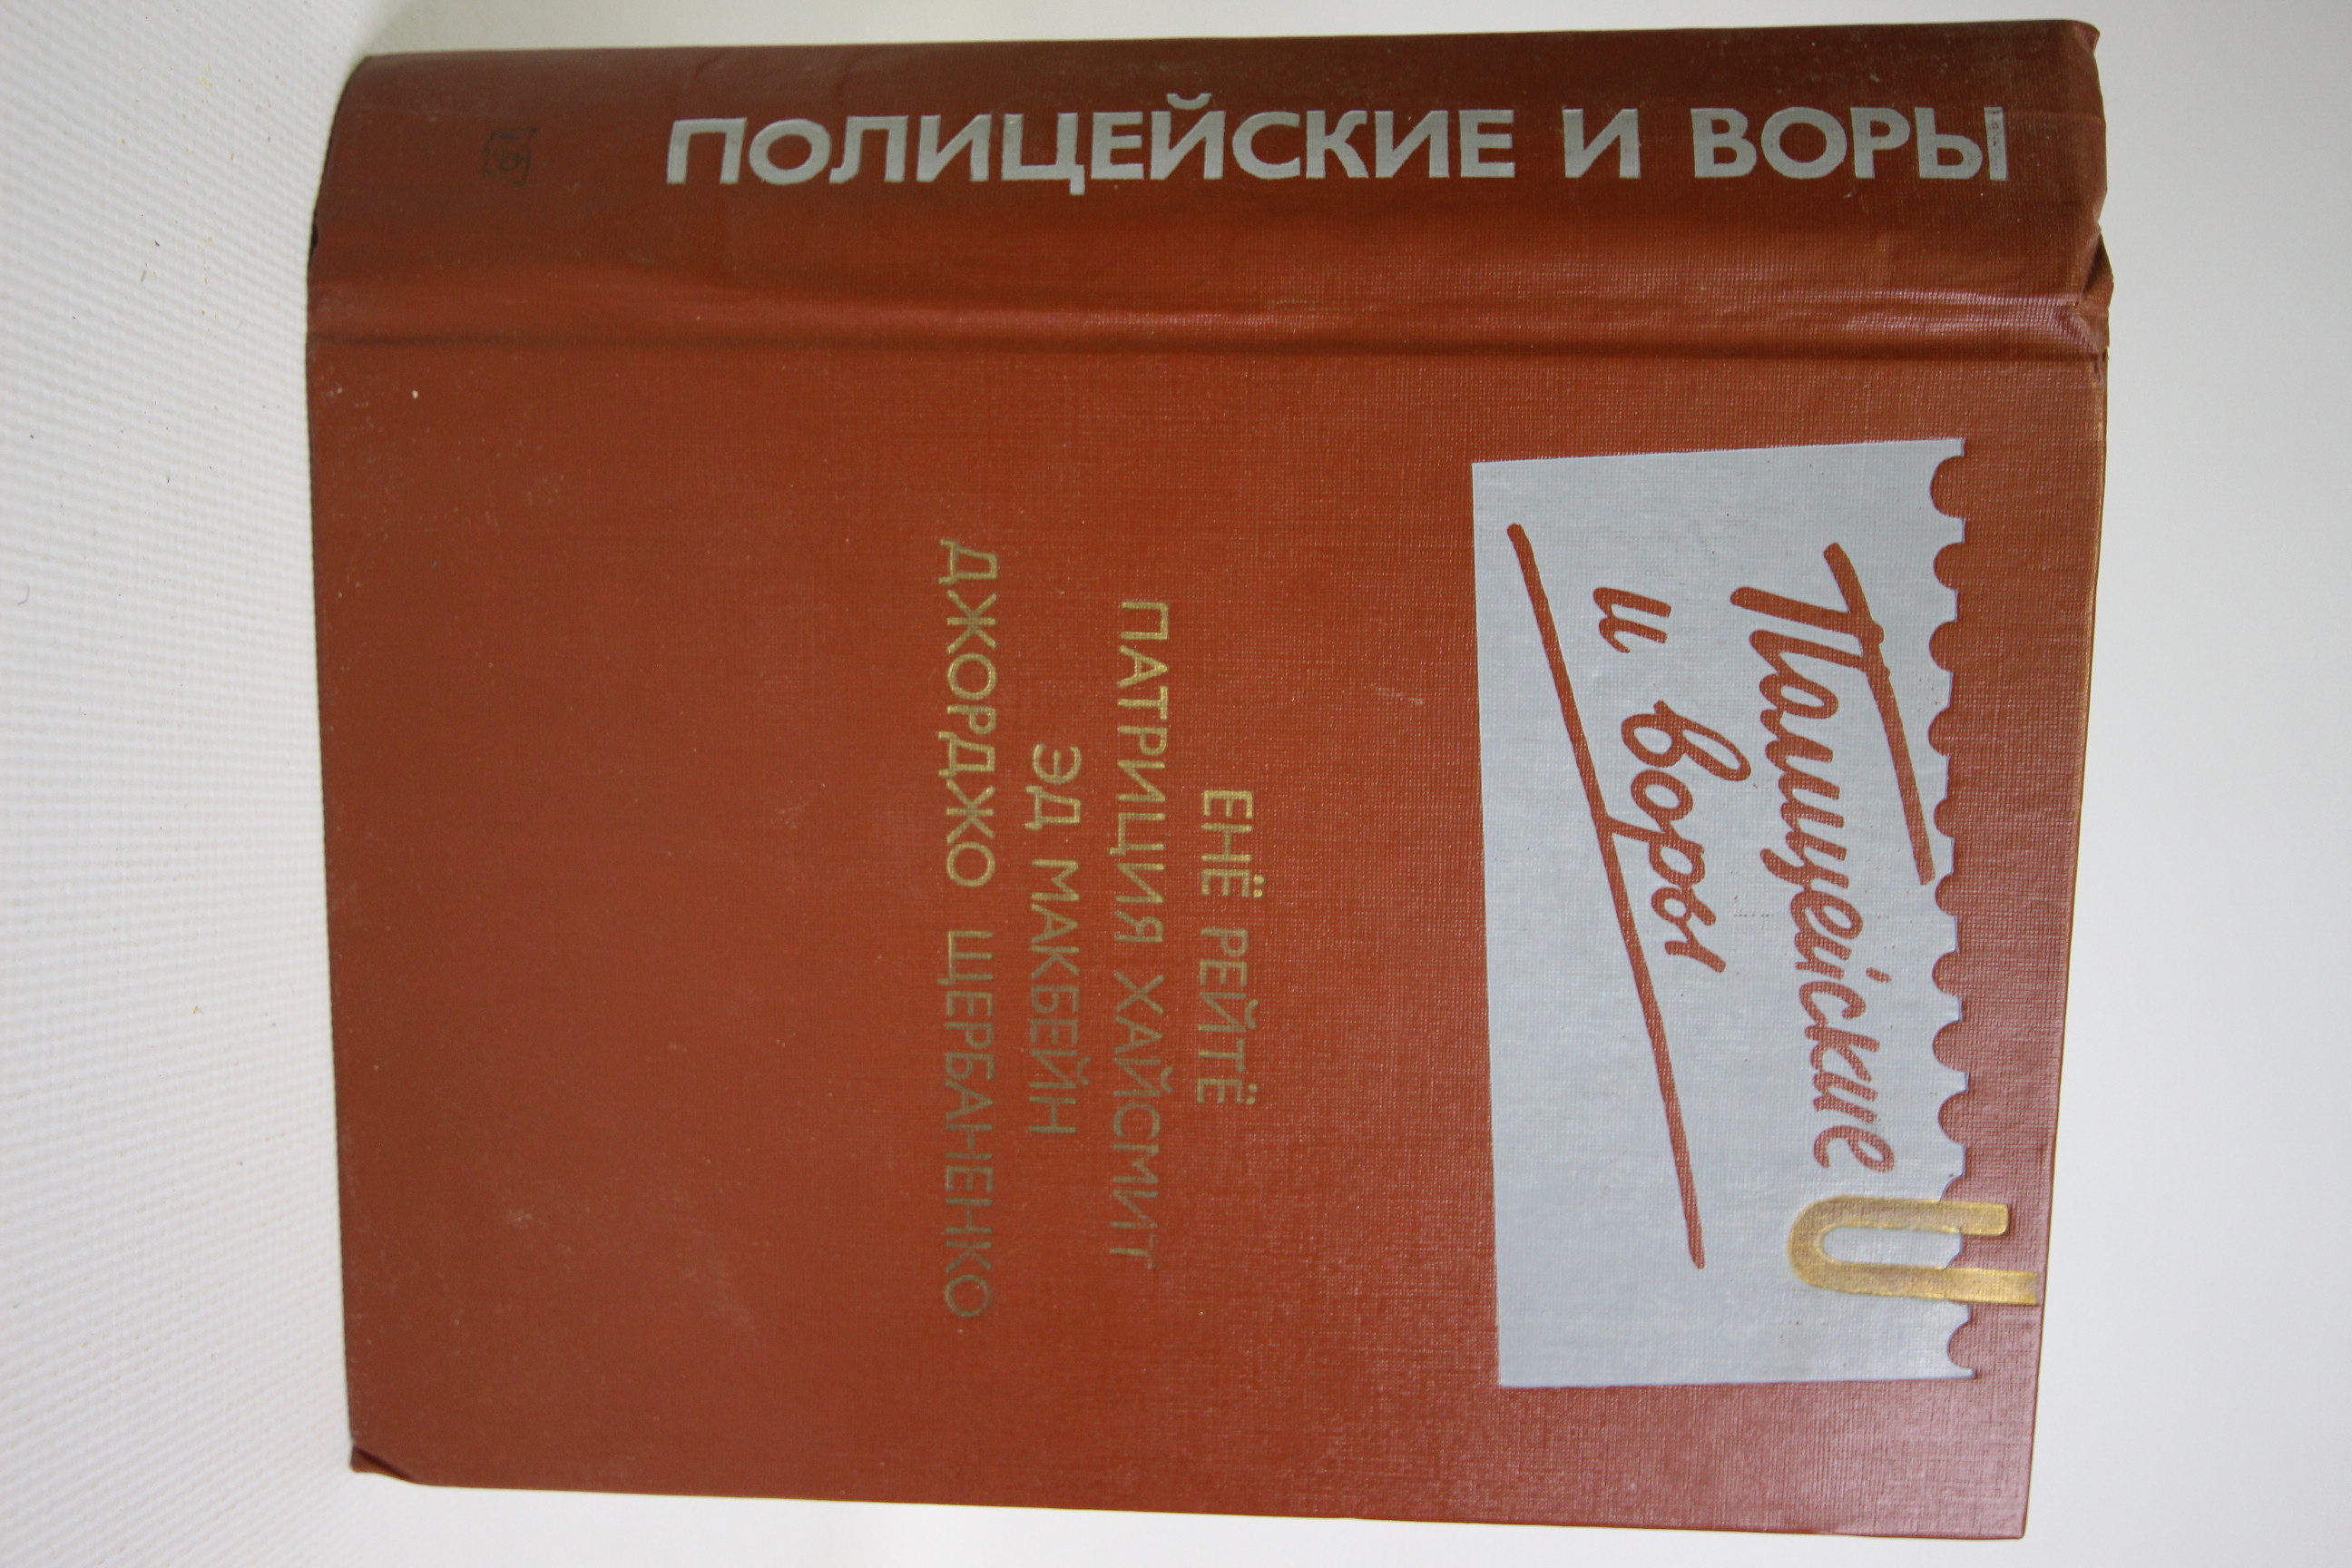 ПОЛИЦЕЙСКИЕ И ВОРЫ
Полицейские
и воры
ЕНЁ РЕЙТЁ
ПАТРИЦИЯ ХАЙСМИТ
ЭД МАКБЕЙН
ДЖОРДЖО ЩЕРБАНЕНКО